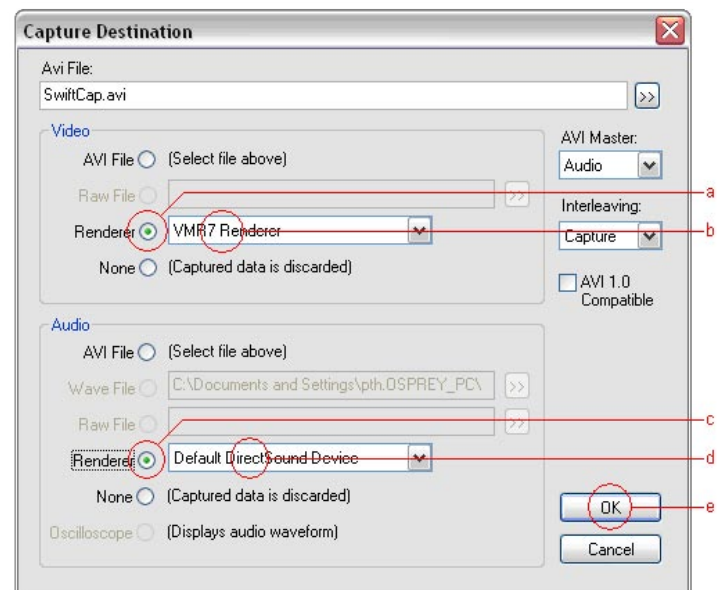 Capture Destination
Avi File:
SwiftCap.avi
>>
Video
AVI File (Select file above)
Raw File >>
Renderer VMR7 Renderer
None (Captured data is discarded)
AVI Master:
Audio
Interleaving:
Capture
AVI 1.0
Compatible
Audio
AVI File (Select file above)
Wave File C:\Documents and Settings\pth.OSPREY_PC\ >>
Raw File >>
Renderer Default DirectSound Device
None (Captured data is discarded)
Oscilloscope (Displays audio waveform)
OK
Cancel
a
b
c
d
e